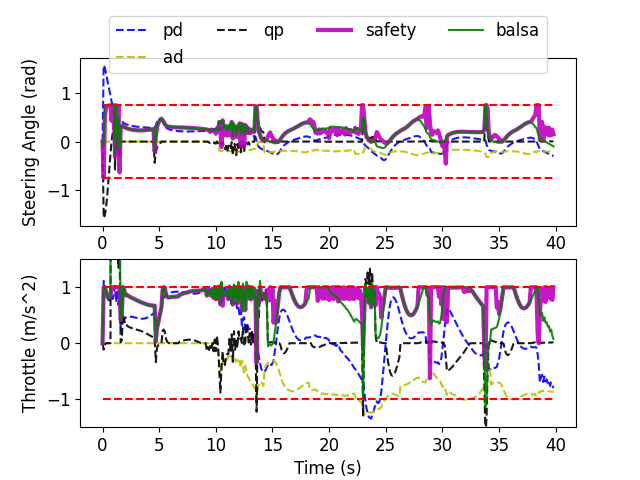 pd qp safety balsa
ad
Steering Angle (rad)
1
0
−1
0 5 10 15 20 25 30 35 40
Throttle (m/s^2)
1
0
−1
0 5 10 15 20 25 30 35 40
Time (s)